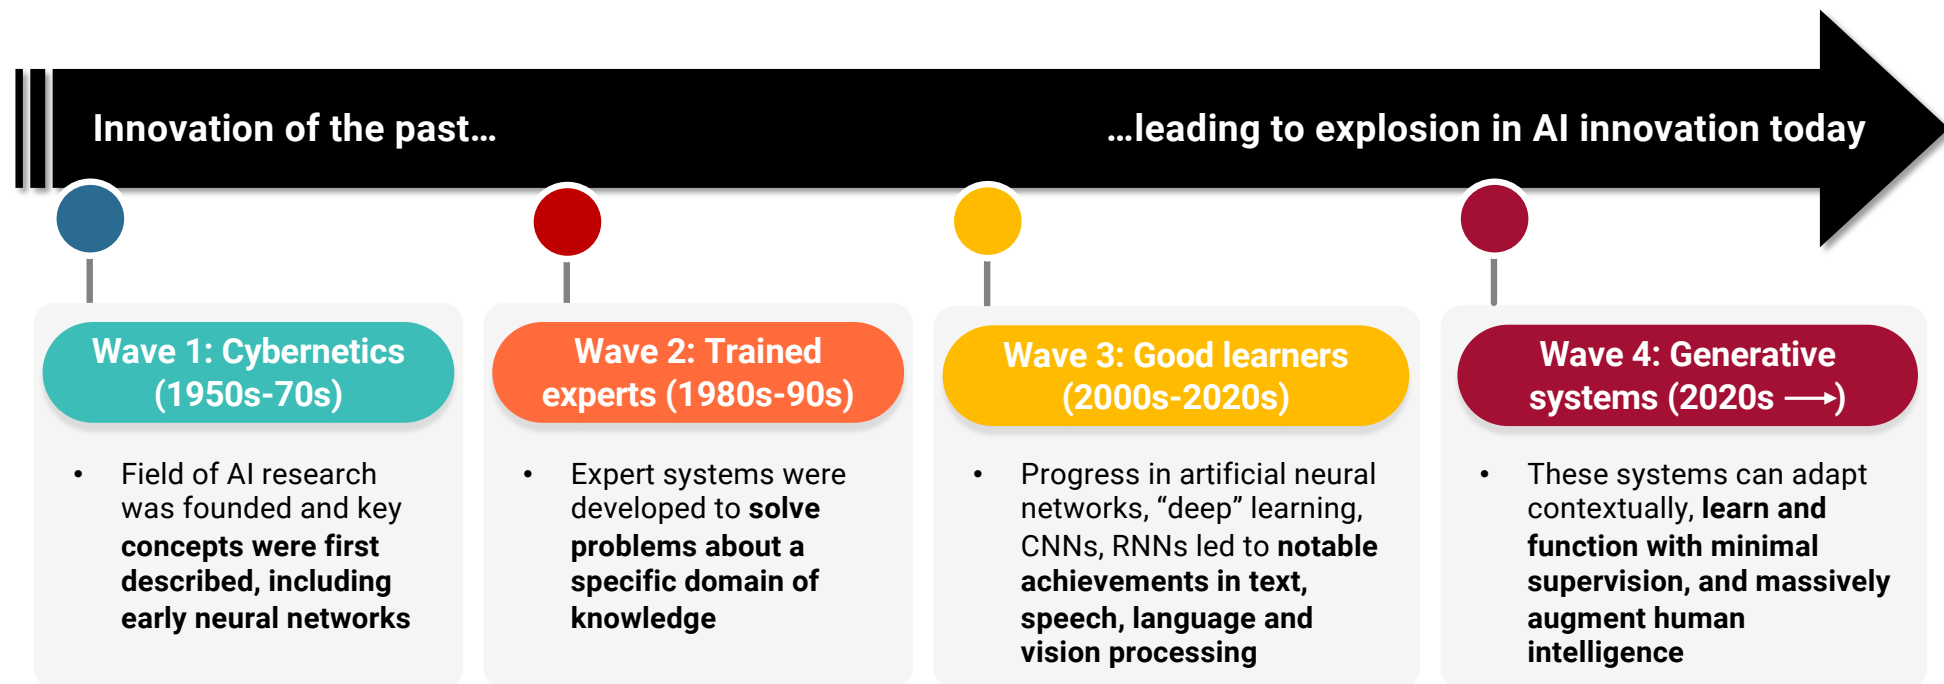 Innovation of the past…
…leading to explosion in AI innovation today
Wave 1: Cybernetics
(1950s-70s)
• Field of AI research
was founded and key
concepts were first
described, including
early neural networks
Wave 2: Trained
experts (1980s-90s)
• Expert systems were
developed to solve
problems about a
specific domain of
knowledge
Wave 3: Good learners
(2000s-2020s)
• Progress in artificial neural
networks, “deep” learning,
CNNs, RNNs led to notable
achievements in text,
speech, language and
vision processing
Wave 4: Generative
systems (2020s ⟶)
• These systems can adapt
contextually, learn and
function with minimal
supervision, and massively
augment human
intelligence